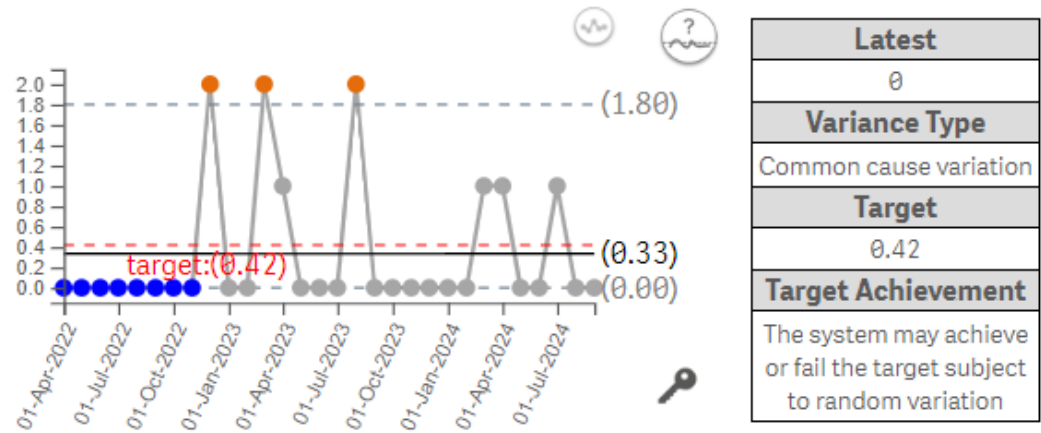 ?
2.0
1.8
1.6
1.4
1.2
1.0
0.8
0.6
0.4
0.2
0.0
(1.80)
(0.33)
(0.00)
target:(0.42)
01-Apr-2022
01-Jul-2022
01-Oct-2022
01-Jan-2023
01-Apr-2023
01-Jul-2023
01-Oct-2023
01-Jan-2024
01-Apr-2024
01-Jul-2024
Latest
0
Variance Type
Common cause variation
Target
0.42
Target Achievement
The system may achieve
or fail the target subject
to random variation